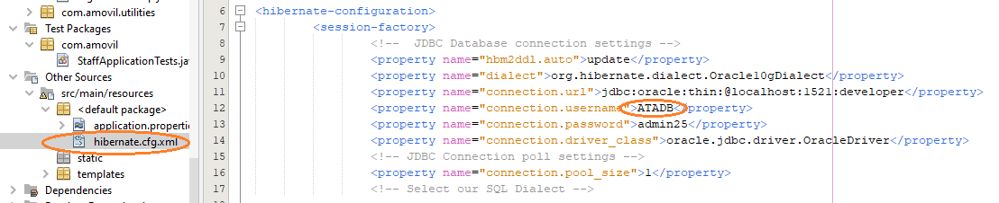 com.amovil.utilities
Test Packages
com.amovil
StaffApplicationTests.ja
Other Sources
src/main/resources
<default package>
application.propertie
hibernate.cfg.xml
static
templates
Dependencies
6 <hibernate-configuration>
7 <session-factory>
8 <!-- JDBC Database connection settings -->
9 <property name="hbm2ddl.auto">update</property>
10 <property name="dialect">org.hibernate.dialect.Oracle10gDialect</property>
11 <property name="connection.url">jdbc:oracle:thin:@localhost:1521:developer</property>
12 <property name="connection.username">ATADB</property>
13 <property name="connection.password">admin25</property>
14 <property name="connection.driver_class">oracle.jdbc.driver.OracleDriver</property>
15 <!-- JDBC Connection poll settings -->
16 <property name="connection.pool_size">1</property>
17 <!-- Select our SQL Dialect -->